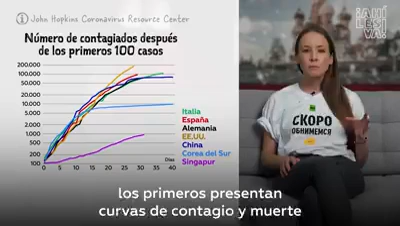 John Hopkins Coronavirus Resource Center
¡AHÍ
LES
VA!
Número de contagiados después
de los primeros 100 casos
200.000
100.000
50.000
20.000
10.000
5.000
2.000
1.000
500
200
100
0
5
10
15
20
25
30
35
40
Días
Italia
España
Alemania
EE.UU.
China
Corea del Sur
Singapur
СКОРО
ОБНИМЕМСЯ
los primeros presentan
curvas de contagio y muerte